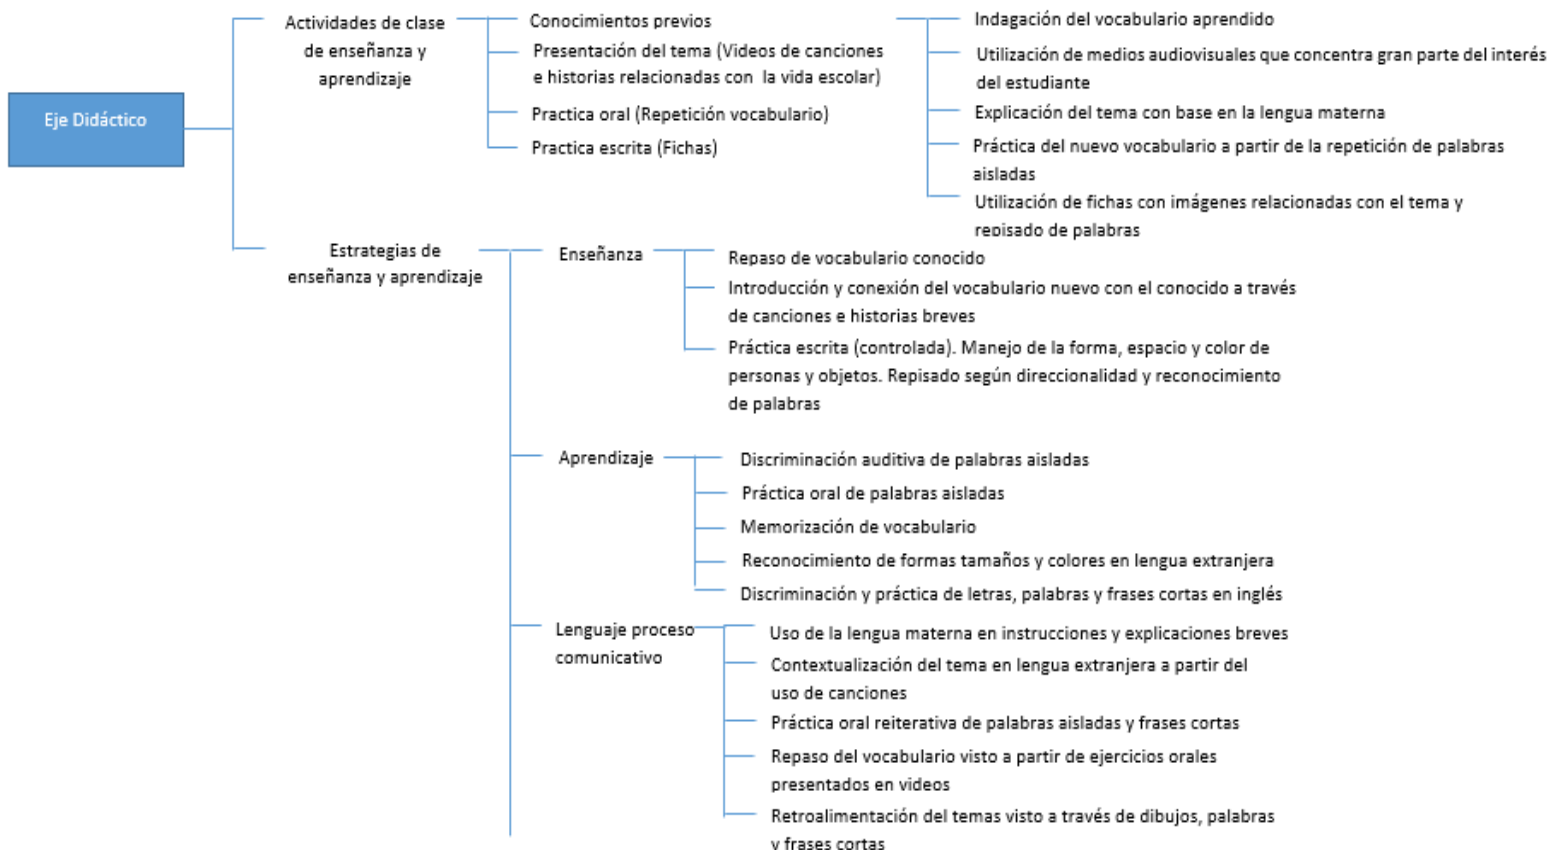 Eje Didáctico
Actividades de clase
de enseñanza y
aprendizaje
Conocimientos previos
Presentación del tema (Videos de canciones
e historias relacionadas con la vida escolar)
Practica oral (Repetición vocabulario)
Practica escrita (Fichas)
Indagación del vocabulario aprendido
Utilización de medios audiovisuales que concentra gran parte del interés
del estudiante
Explicación del tema con base en la lengua materna
Práctica del nuevo vocabulario a partir de la repetición de palabras
aisladas
Utilización de fichas con imágenes relacionadas con el tema y
repisado de palabras
Estrategias de
enseñanza y aprendizaje
Enseñanza
Repaso de vocabulario conocido
Introducción y conexión del vocabulario nuevo con el conocido a través
de canciones e historias breves
Práctica escrita (controlada). Manejo de la forma, espacio y color de
personas y objetos. Repisado según direccionalidad y reconocimiento
de palabras
Aprendizaje
Discriminación auditiva de palabras aisladas
Práctica oral de palabras aisladas
Memorización de vocabulario
Reconocimiento de formas tamaños y colores en lengua extranjera
Discriminación y práctica de letras, palabras y frases cortas en inglés
Lenguaje proceso
comunicativo
Uso de la lengua materna en instrucciones y explicaciones breves
Contextualización del tema en lengua extranjera a partir del
uso de canciones
Práctica oral reiterativa de palabras aisladas y frases cortas
Repaso del vocabulario visto a partir de ejercicios orales
presentados en videos
Retroalimentación del temas visto a través de dibujos, palabras
y frases cortas